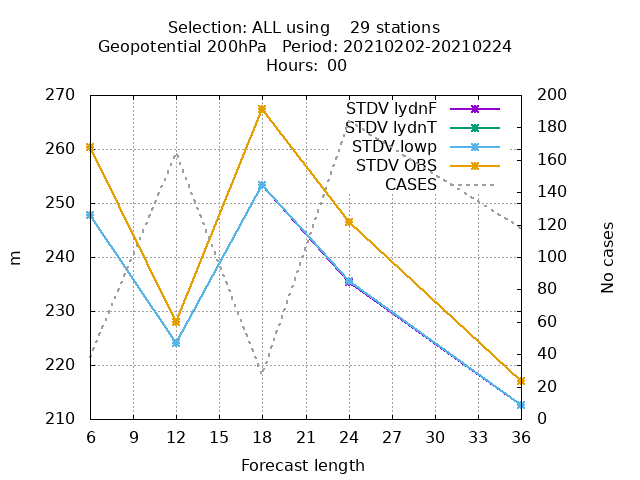 Selection: ALL using    29 stations
Geopotential 200hPa   Period: 20210202-20210224
Hours:  00
STDV lydnF
STDV lydnT
STDV lowp
STDV OBS
CASES
270
260
250
240
230
220
210
m
200
180
160
140
120
100
80
60
40
20
0
No cases
6 9 12 15 18 21 24 27 30 33 36
Forecast length